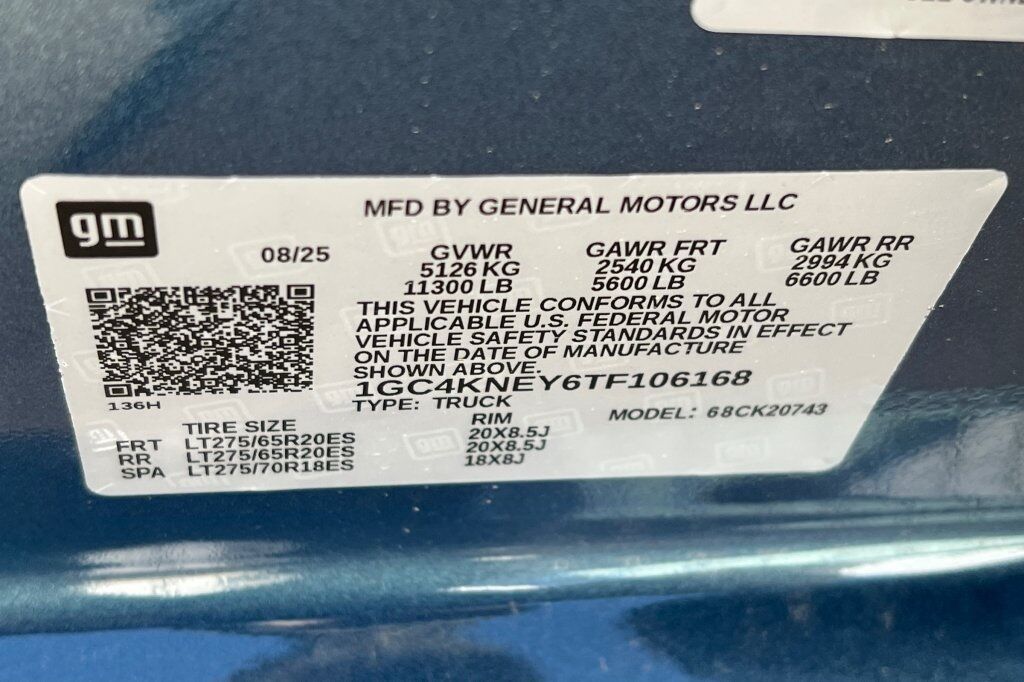 gm
MFD BY GENERAL MOTORS LLC
08/25
GVWR GAWR FRT GAWR RR
5126 KG 2540 KG 2994 KG
11300 LB 5600 LB 6600 LB
THIS VEHICLE CONFORMS TO ALL
APPLICABLE U.S. FEDERAL MOTOR
VEHICLE SAFETY STANDARDS IN EFFECT
ON THE DATE OF MANUFACTURE
SHOWN ABOVE.
1GC4KNEY6TF106168
136H
TYPE: TRUCK
MODEL: 68CK20743
TIRE SIZE RIM
FRT LT275/65R20ES 20X8.5J
RR LT275/65R20ES 20X8.5J
SPA LT275/70R18ES 18X8J